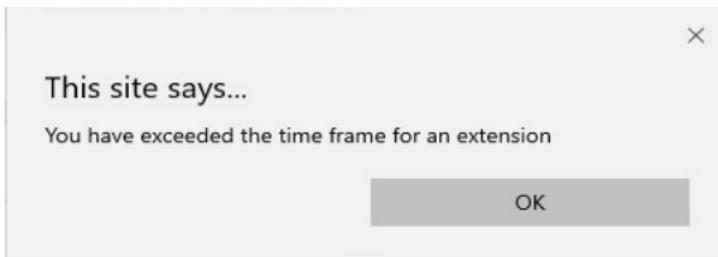 This site says...
You have exceeded the time frame for an extension
OK